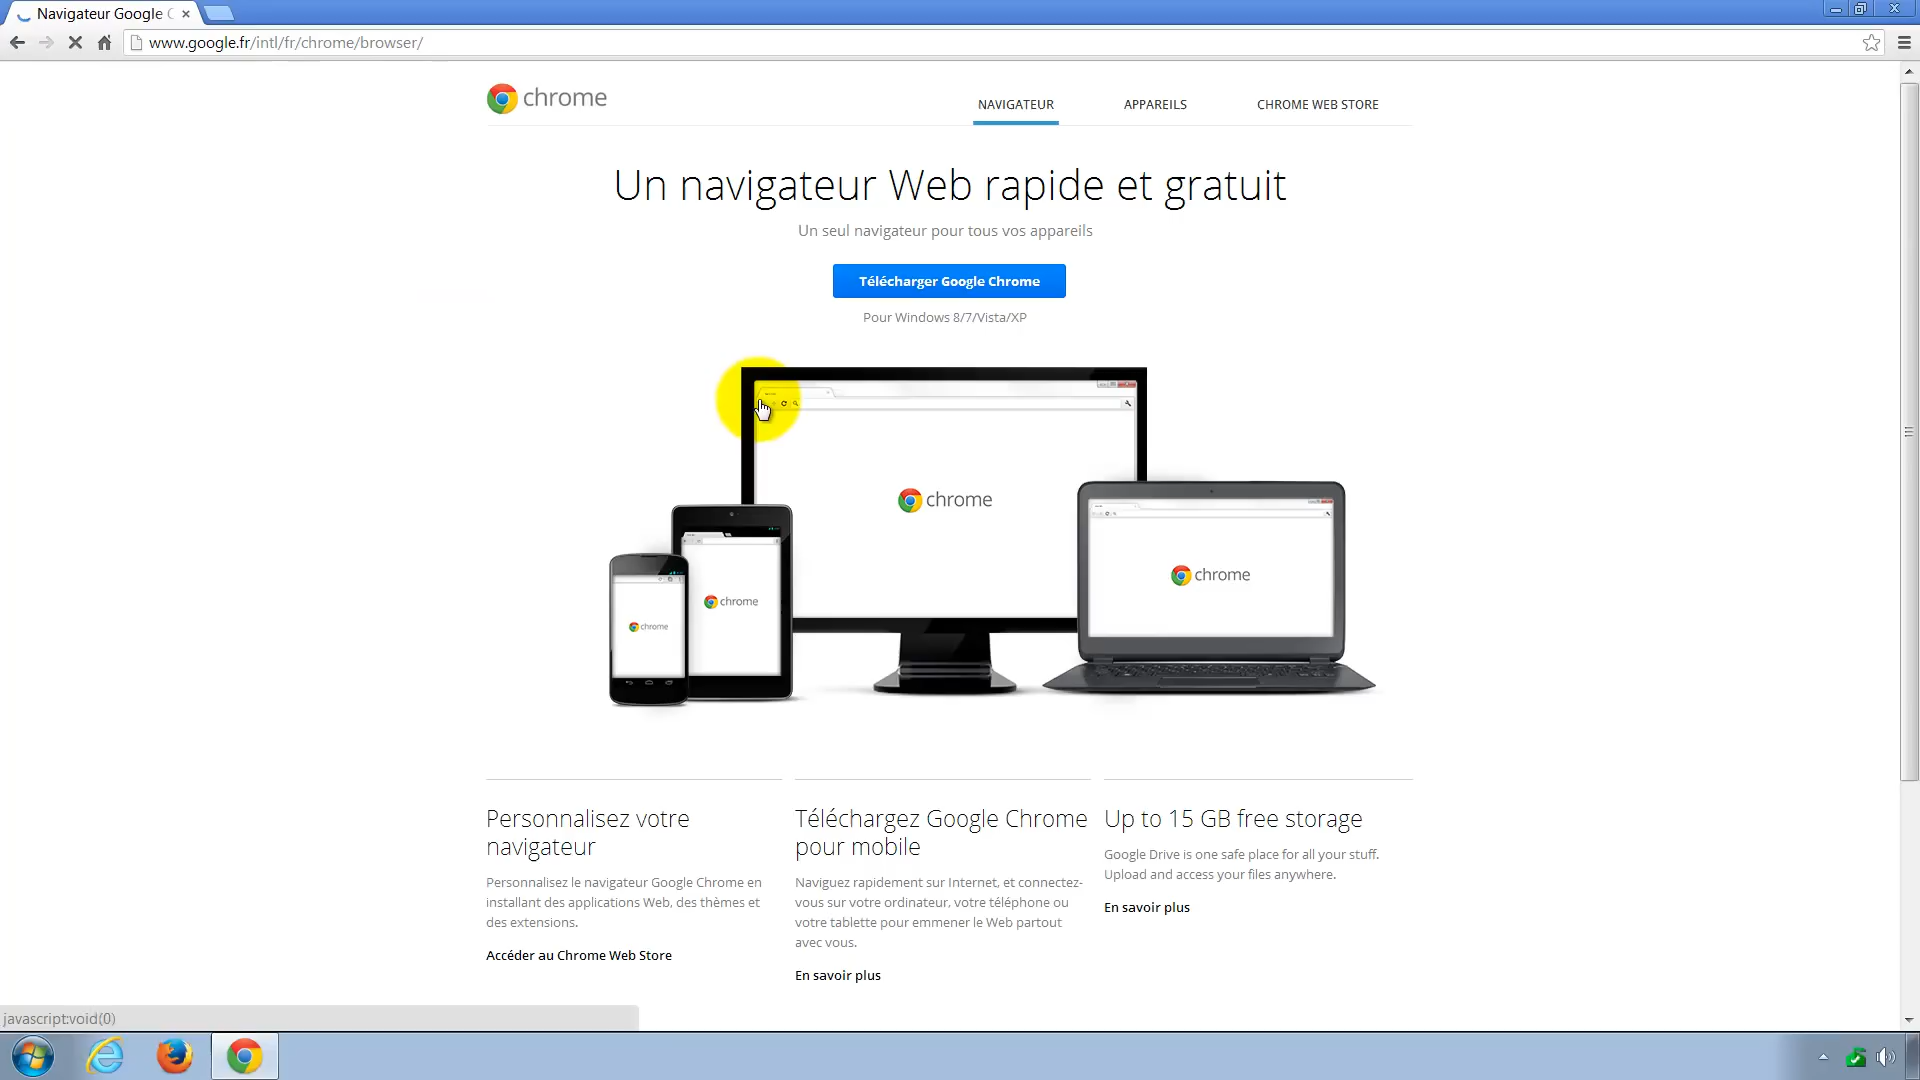 Navigateur Google C
www.google.fr/intl/fr/chrome/browser/
chrome
NAVIGATEUR
APPAREILS
CHROME WEB STORE
Un navigateur Web rapide et gratuit
Un seul navigateur pour tous vos appareils
Télécharger Google Chrome
Pour Windows 8/7/Vista/XP
chrome
chrome
chrome
chrome
Personnalisez votre
navigateur
Personnalisez le navigateur Google Chrome en
installant des applications Web, des thèmes et
des extensions.
Accéder au Chrome Web Store
Téléchargez Google Chrome
pour mobile
Naviguez rapidement sur Internet, et connectez-
vous sur votre ordinateur, votre téléphone ou
votre tablette pour emmener le Web partout
avec vous.
En savoir plus
Up to 15 GB free storage
Google Drive is one safe place for all your stuff.
Upload and access your files anywhere.
En savoir plus
javascript:void(0)